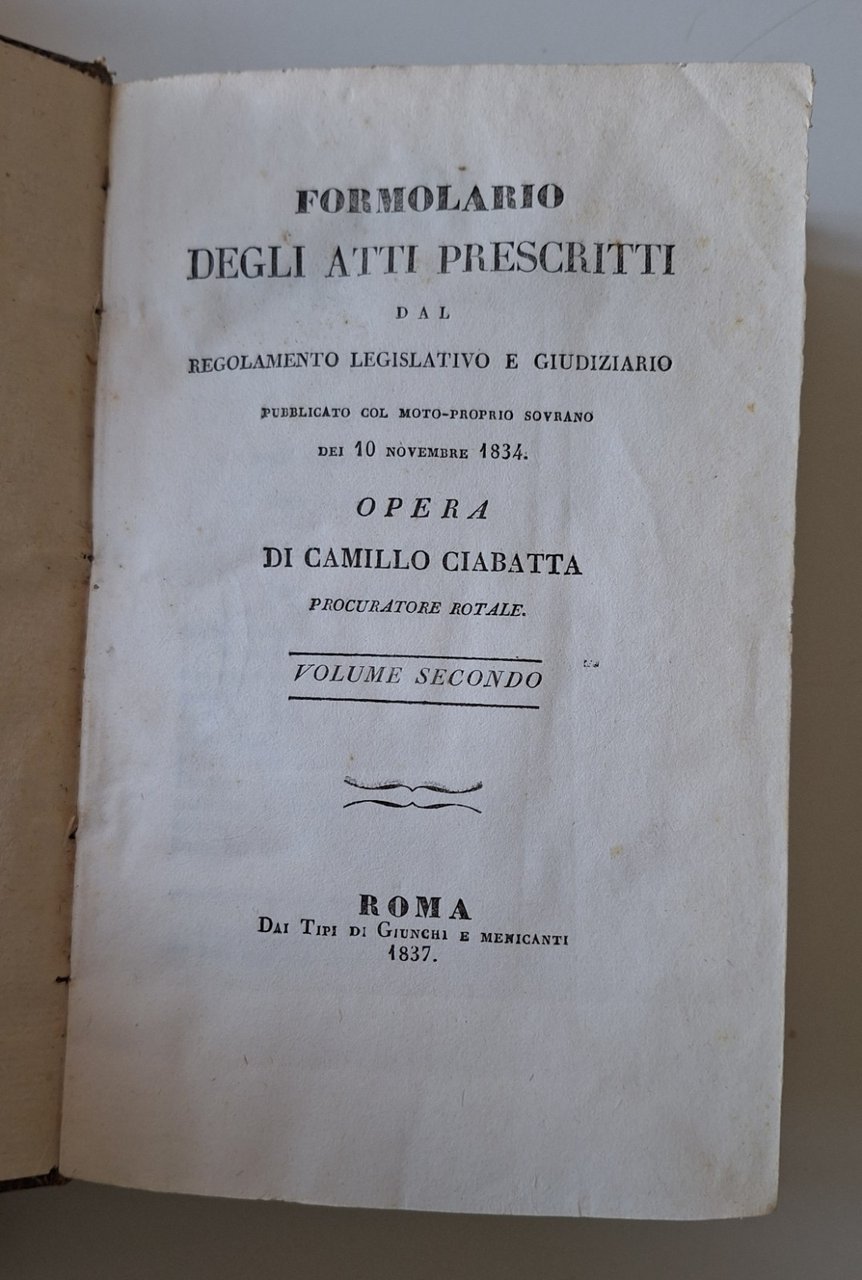 FORMOLARIO
DEGLI ATTI PRESCRITTI
DAL
REGOLAMENTO LEGISLATIVO E GIUDIZIARIO
PUBBLICATO COL MOTO-PROPRIO SOVRANO
DEI 10 NOVEMBRE 1834.
OPERA
DI CAMILLO CIABATTA
PROCURATORE ROTALE.
VOLUME SECONDO
ROMA
DAI TIPI DI GIUNCHI E MENICANTI
1837.